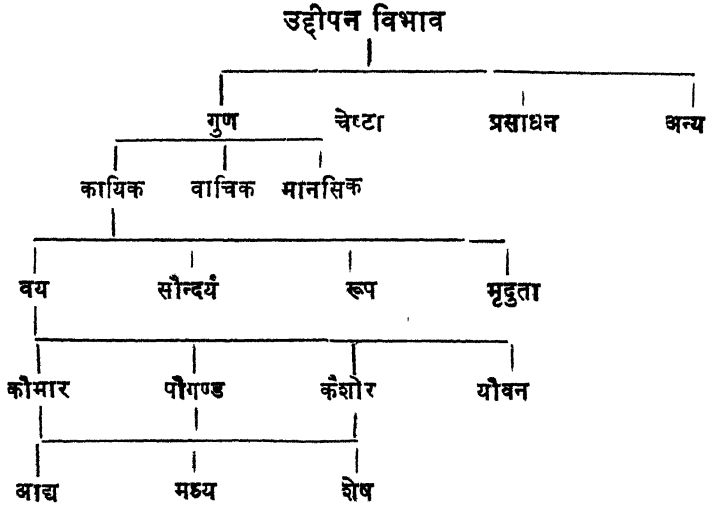 उद्दीपन विभाव
गुण चेष्टा प्रसाधन अन्य
कायिक वाचिक मानसिक
वय सौन्दर्य रूप मृदुता
कौमार पौगण्ड कैशोर यौवन
आद्य मध्य शेष